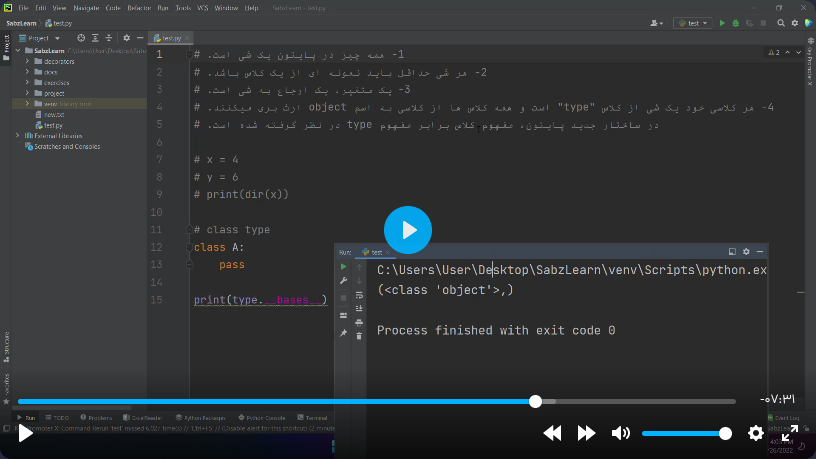 File Edit View Navigate Code Refactor Run Tools VCS Window Help SabzLearn - test.py
SabzLearn test.py
test
Project
test.py
SabzLearn
decorators
docs
exercises
project
venv library root
new.txt
test.py
External Libraries
Scratches and Consoles
1 # 1- همه چیز در پایتون یک شی است.
2 # 2- هر شی حداقل باید نمونه ای از یک کلاس باشد.
3 # 3- یک متغیر، یک ارجاع به شی است.
4 # 4- هر کلاسی خود یک شی از کلاس "type" است و همه کلاس ها از کلاسی به اسم object ارث بری میکنند.
5 # در ساختار جدید پایتون، مفهوم کلاس برابر مفهوم type در نظر گرفته شده است.
6
7 # x = 4
8 # y = 6
9 # print(dir(x))
10
11 # class type
12 class A:
13 pass
14
15 print(type.__bases__)
2
Project
Key Promoter X
Structure
Favorites
Run: test
C:\Users\User\Desktop\SabzLearn\venv\Scripts\python.ex
(<class 'object'>,)
Process finished with exit code 0
-۰۷:۳۱
Run TODO Problems Python Packages Python Console Terminal Event Log